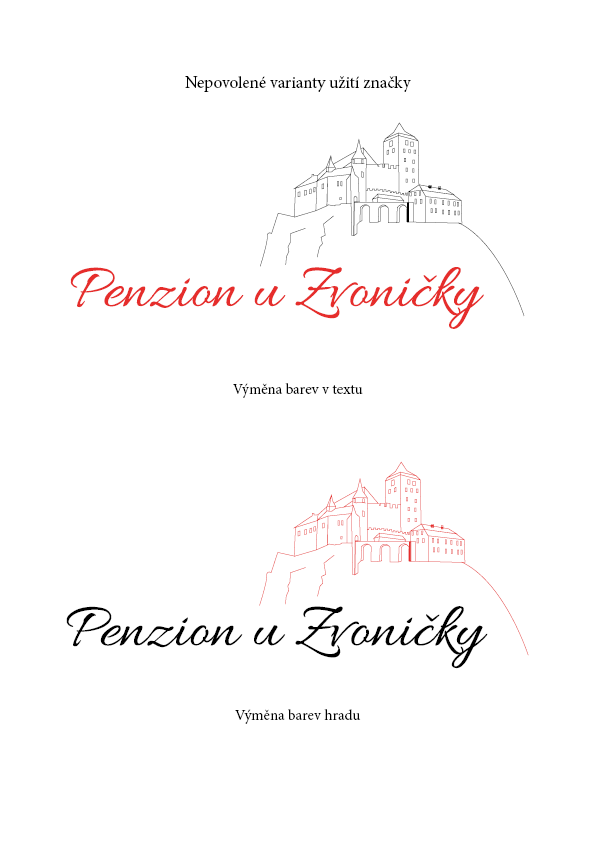 Nepovolené varianty užití značky
Penzion u Zvoničky
Výměna barev v textu
Penzion u Zvoničky
Výměna barev hradu